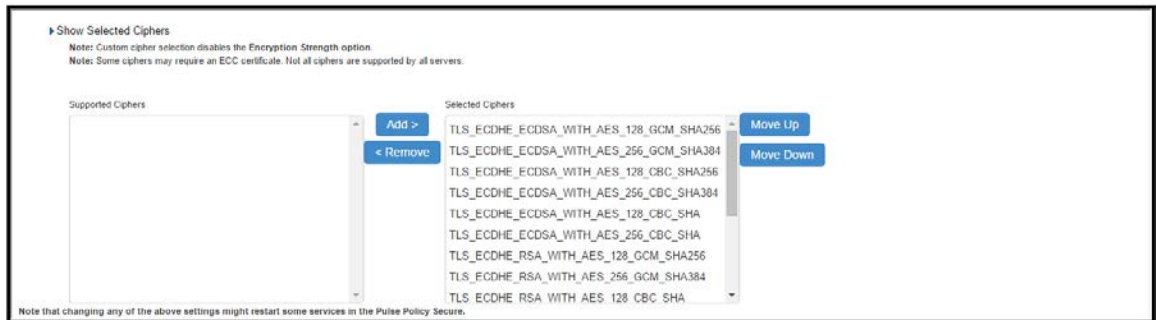 Show Selected Ciphers
Note: Custom cipher selection disables the Encryption Strength option.
Note: Some ciphers may require an ECC certificate. Not all ciphers are supported by all servers.
Supported Ciphers
Selected Ciphers
Add >
< Remove
TLS_ECDHE_ECDSA_WITH_AES_128_GCM_SHA256
TLS_ECDHE_ECDSA_WITH_AES_256_GCM_SHA384
TLS_ECDHE_ECDSA_WITH_AES_128_CBC_SHA256
TLS_ECDHE_ECDSA_WITH_AES_256_CBC_SHA384
TLS_ECDHE_ECDSA_WITH_AES_128_CBC_SHA
TLS_ECDHE_ECDSA_WITH_AES_256_CBC_SHA
TLS_ECDHE_RSA_WITH_AES_128_GCM_SHA256
TLS_ECDHE_RSA_WITH_AES_256_GCM_SHA384
TLS_ECDHE_RSA_WITH_AES_128_CBC_SHA
Move Up
Move Down
Note that changing any of the above settings might restart some services in the Pulse Policy Secure.